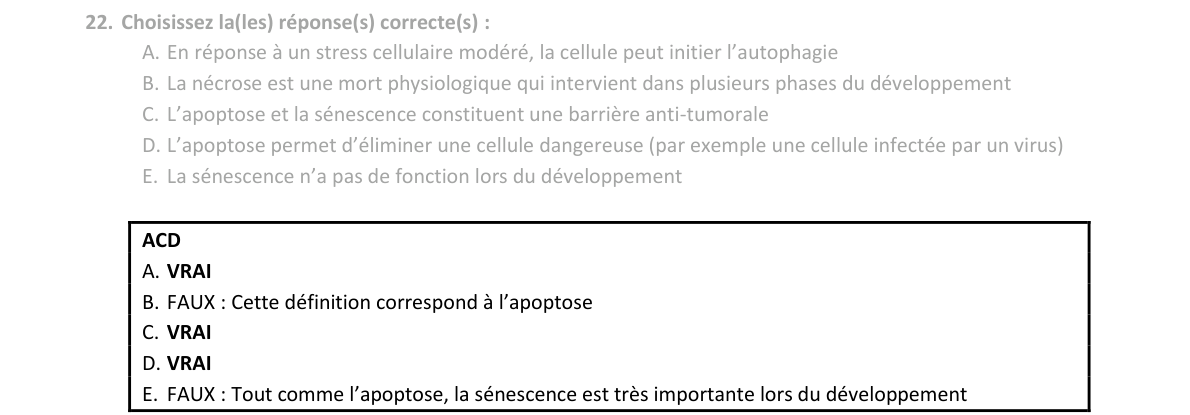 22. Choisissez la(les) réponse(s) correcte(s) :
A. En réponse à un stress cellulaire modéré, la cellule peut initier l’autophagie
B. La nécrose est une mort physiologique qui intervient dans plusieurs phases du développement
C. L’apoptose et la sénescence constituent une barrière anti-tumorale
D. L’apoptose permet d’éliminer une cellule dangereuse (par exemple une cellule infectée par un virus)
E. La sénescence n’a pas de fonction lors du développement
ACD
A. VRAI
B. FAUX : Cette définition correspond à l’apoptose
C. VRAI
D. VRAI
E. FAUX : Tout comme l’apoptose, la sénescence est très importante lors du développement